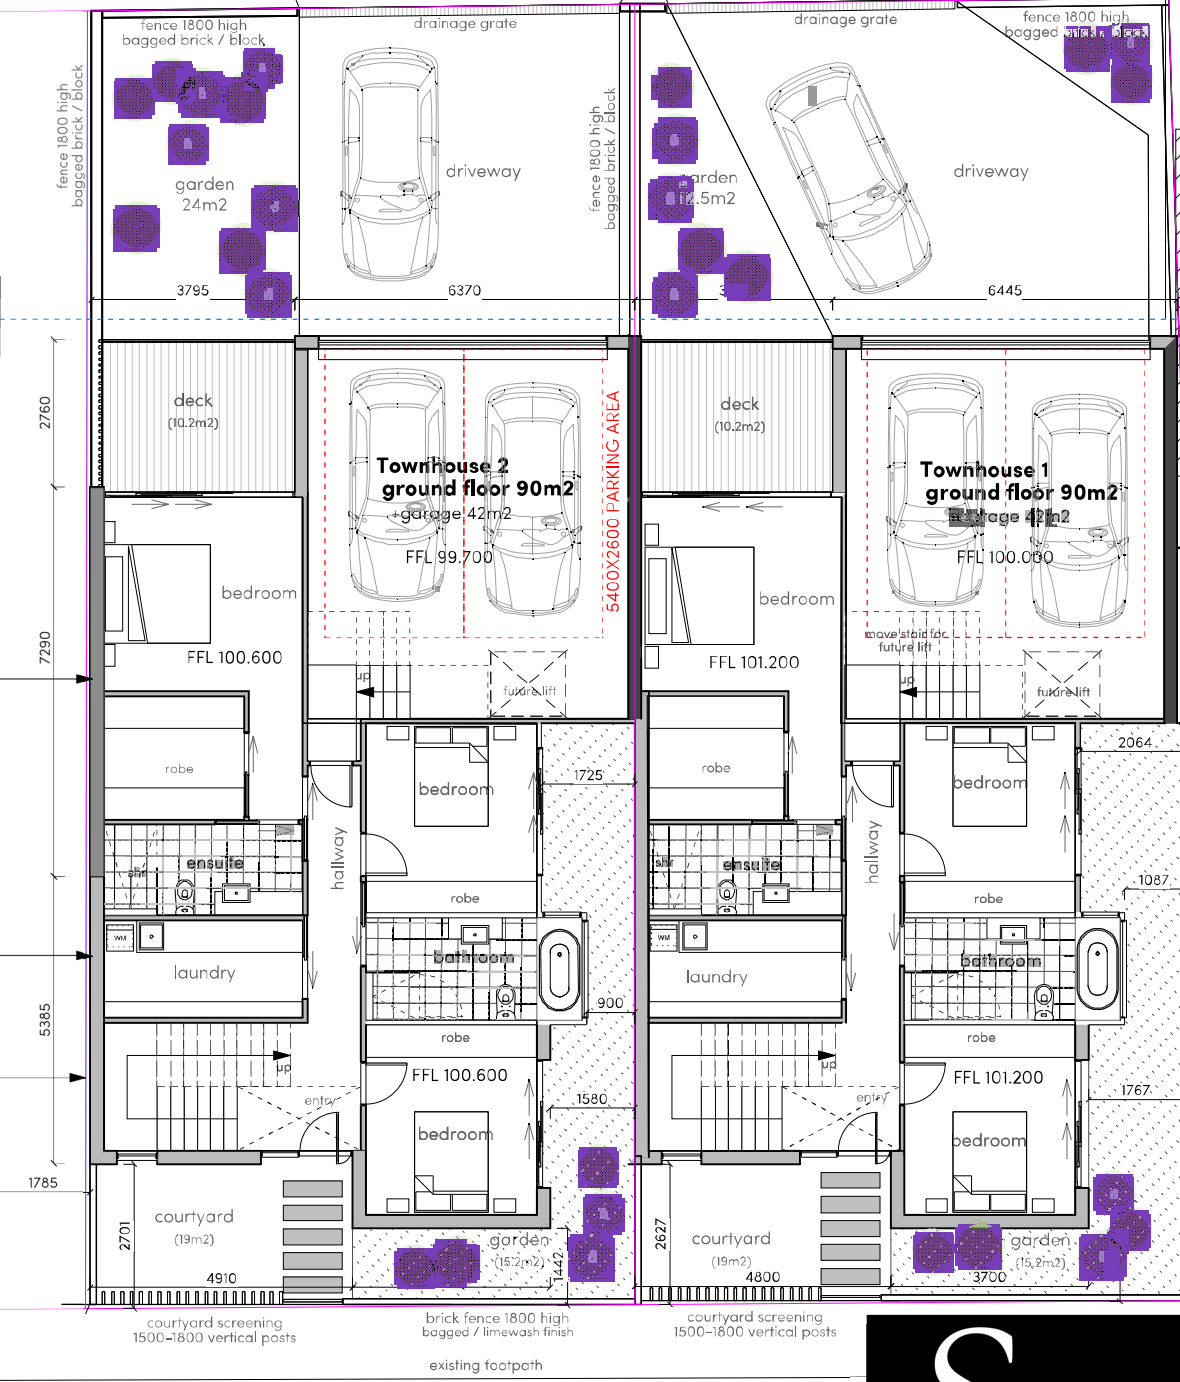 fence 1800 high
bagged brick / block
drainage grate
drainage grate
fence 1800 high
bagged brick / block
fence 1800 high
bagged brick / block
fence 1800 high
bagged brick / block
garden
24m2
driveway
garden
12.5m2
driveway
3795
6370
6445
2760
deck
(10.2m2)
deck
(10.2m2)
5400X2600 PARKING AREA
Townhouse 2
ground floor 90m2
+garage 42m2
FFL 99.700
Townhouse 1
ground floor 90m2
garage 42m2
FFL 100.000
bedroom
bedroom
7290
FFL 100.600
FFL 101.200
move stair for
future lift
up
future lift
up
future lift
robe
bedroom
1725
robe
bedroom
2064
hallway
hallway
shr
ensuite
shr
ensuite
1087
robe
robe
WM
laundry
bathroom
WM
laundry
bathroom
900
5385
robe
robe
up
FFL 100.600
up
FFL 101.200
entry
1580
entry
1767
bedroom
bedroom
1785
courtyard
(19m2)
2701
garden
(15.2m2)
1442
courtyard
(19m2)
2627
garden
(15.2m2)
4910
4800
3700
courtyard screening
1500-1800 vertical posts
brick fence 1800 high
bagged / limewash finish
courtyard screening
1500-1800 vertical posts
existing footpath
S